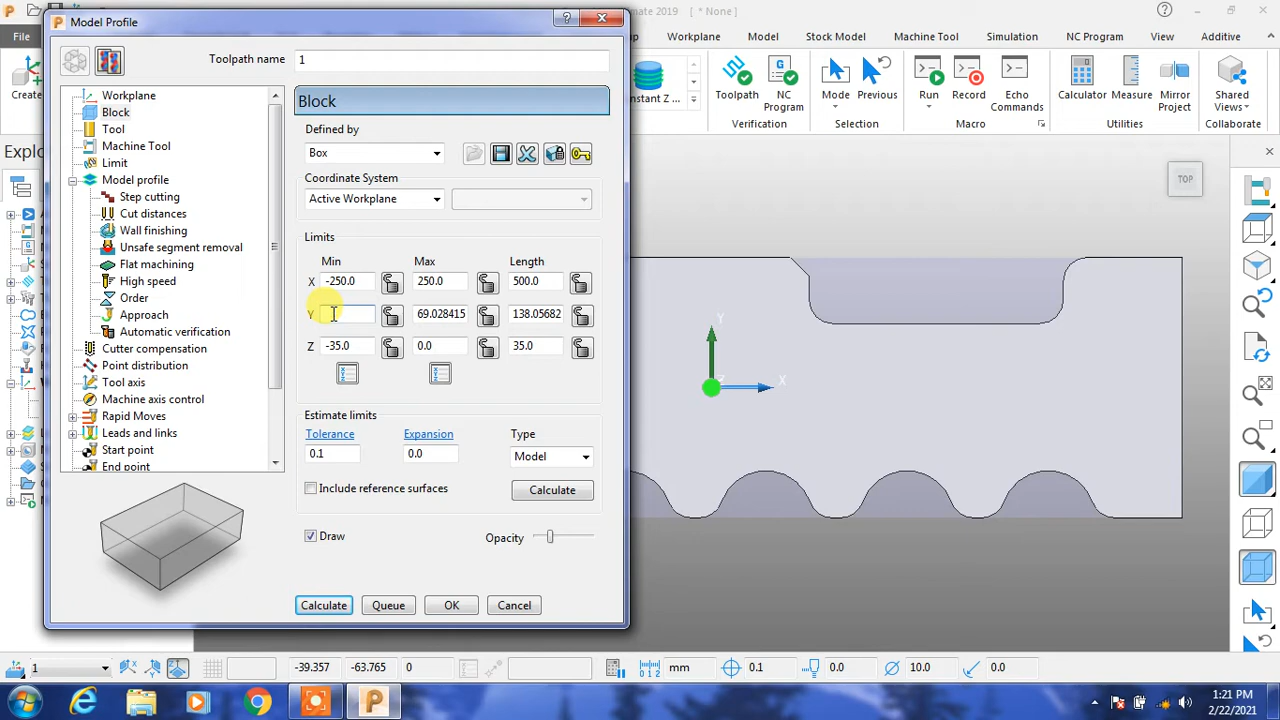 Model Profile
mate 2019 [ * None ]
File
Workplane
Model
Stock Model
Machine Tool
Simulation
NC Program
View
Additive
Create
nstant Z ...
Toolpath
NC
Program
Verification
Mode
Previous
Selection
Run
Record
Echo
Commands
Macro
Calculator
Measure
Mirror
Project
Utilities
Shared
Views
Collaborate
Explo
Toolpath name
1
Workplane
Block
Tool
Machine Tool
Limit
Model profile
Step cutting
Cut distances
Wall finishing
Unsafe segment removal
Flat machining
High speed
Order
Approach
Automatic verification
Cutter compensation
Point distribution
Tool axis
Machine axis control
Rapid Moves
Leads and links
Start point
End point
Block
Defined by
Box
Coordinate System
Active Workplane
Limits
Min
Max
Length
X
-250.0
250.0
500.0
Y
69.028415
138.05682
Z
-35.0
0.0
35.0
Estimate limits
Tolerance
Expansion
Type
0.1
0.0
Model
Include reference surfaces
Calculate
Draw
Opacity
Calculate
Queue
OK
Cancel
TOP
Y
X
Z
1
-39.357
-63.765
0
mm
0.1
0.0
10.0
0.0
1:21 PM
2/22/2021